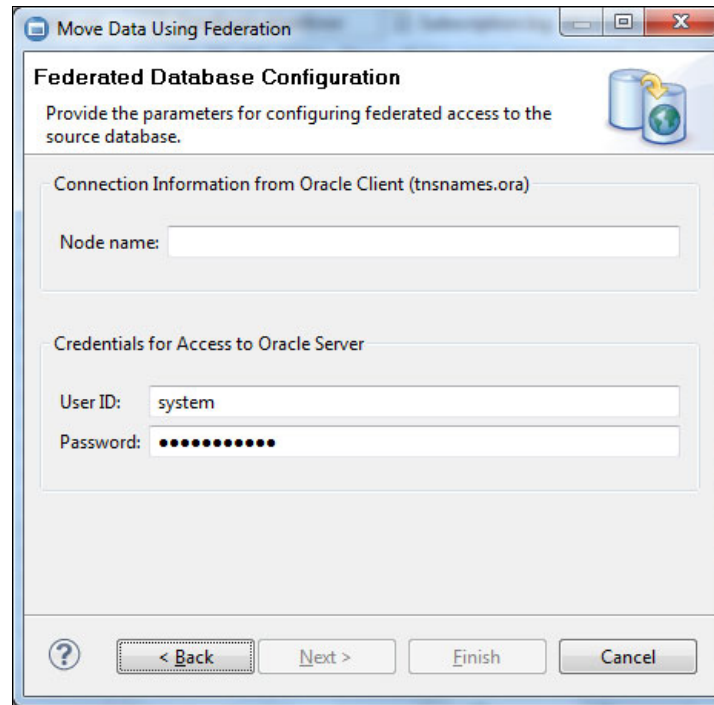 Move Data Using Federation
Federated Database Configuration
Provide the parameters for configuring federated access to the
source database.
Connection Information from Oracle Client (tnsnames.ora)
Node name:
Credentials for Access to Oracle Server
User ID: system
Password: ●●●●●●●●●●●
? < Back Next > Finish Cancel